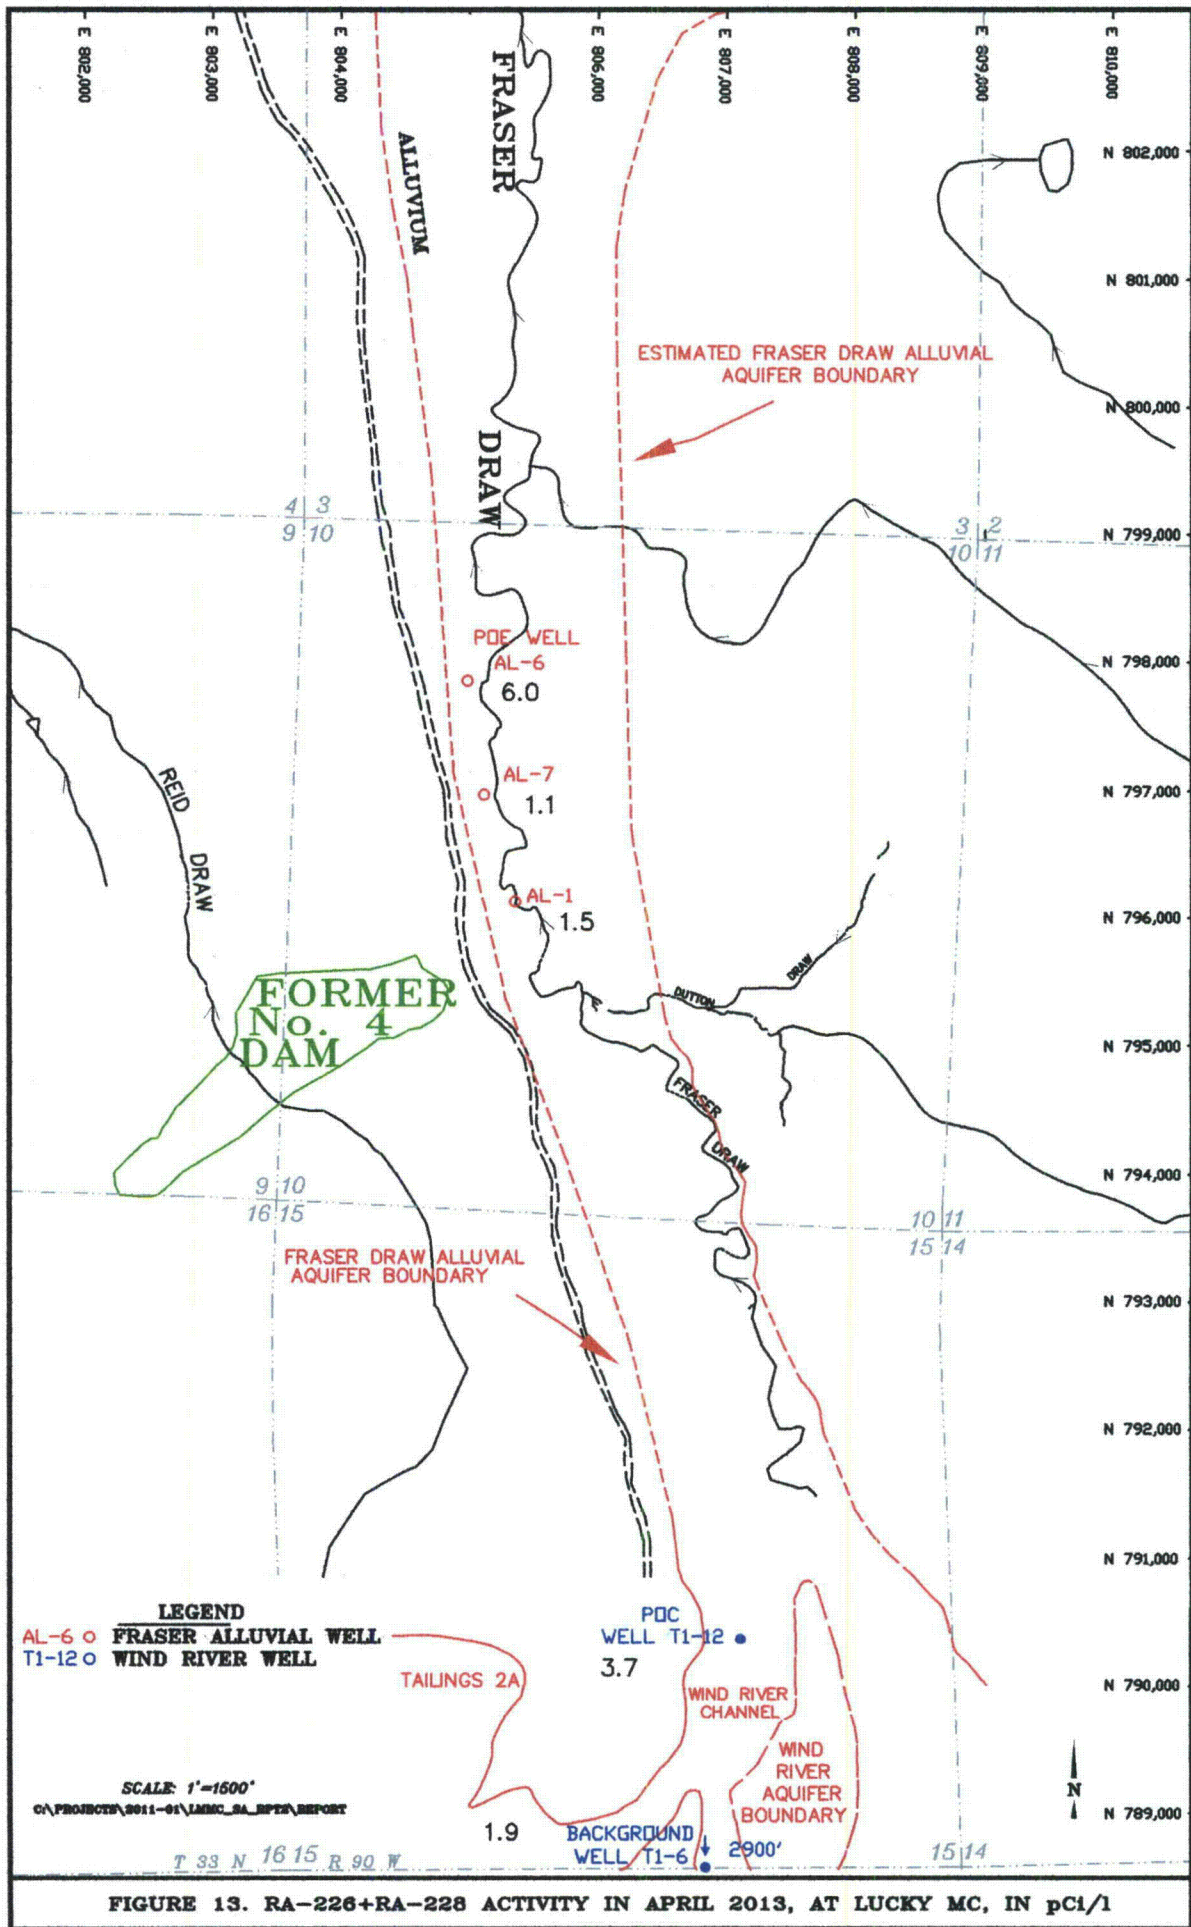 E 802,000
E 803,000
E 804,000
E 806,000
E 807,000
E 808,000
E 809,000
E 810,000
FRASER
ALLUVIUM
N 802,000
N 801,000
ESTIMATED FRASER DRAW ALLUVIAL
AQUIFER BOUNDARY
N 800,000
DRAW
4 3
9 10
3 2
10 11
N 799,000
POE WELL
AL-6
6.0
N 798,000
REID
DRAW
AL-7
1.1
N 797,000
AL-1
1.5
N 796,000
FORMER
No. 4
DAM
DUTTON
DRAW
N 795,000
FRASER
DRAW
N 794,000
9 10
16 15
10 11
15 14
FRASER DRAW ALLUVIAL
AQUIFER BOUNDARY
N 793,000
N 792,000
N 791,000
LEGEND
AL-6 FRASER ALLUVIAL WELL
T1-12 WIND RIVER WELL
POC
WELL T1-12
3.7
TAILINGS 2A
WIND RIVER
CHANNEL
N 790,000
WIND
RIVER
AQUIFER
BOUNDARY
N
SCALE: 1"=1600'
C:\PROJECTS\2011-01\LMMC_SA_RPTS\REPORT
N 789,000
1.9
BACKGROUND
WELL T1-6
2900'
T 33 N 16 15 R 90 W
15 14
FIGURE 13. RA-226+RA-228 ACTIVITY IN APRIL 2013, AT LUCKY MC, IN pCi/l